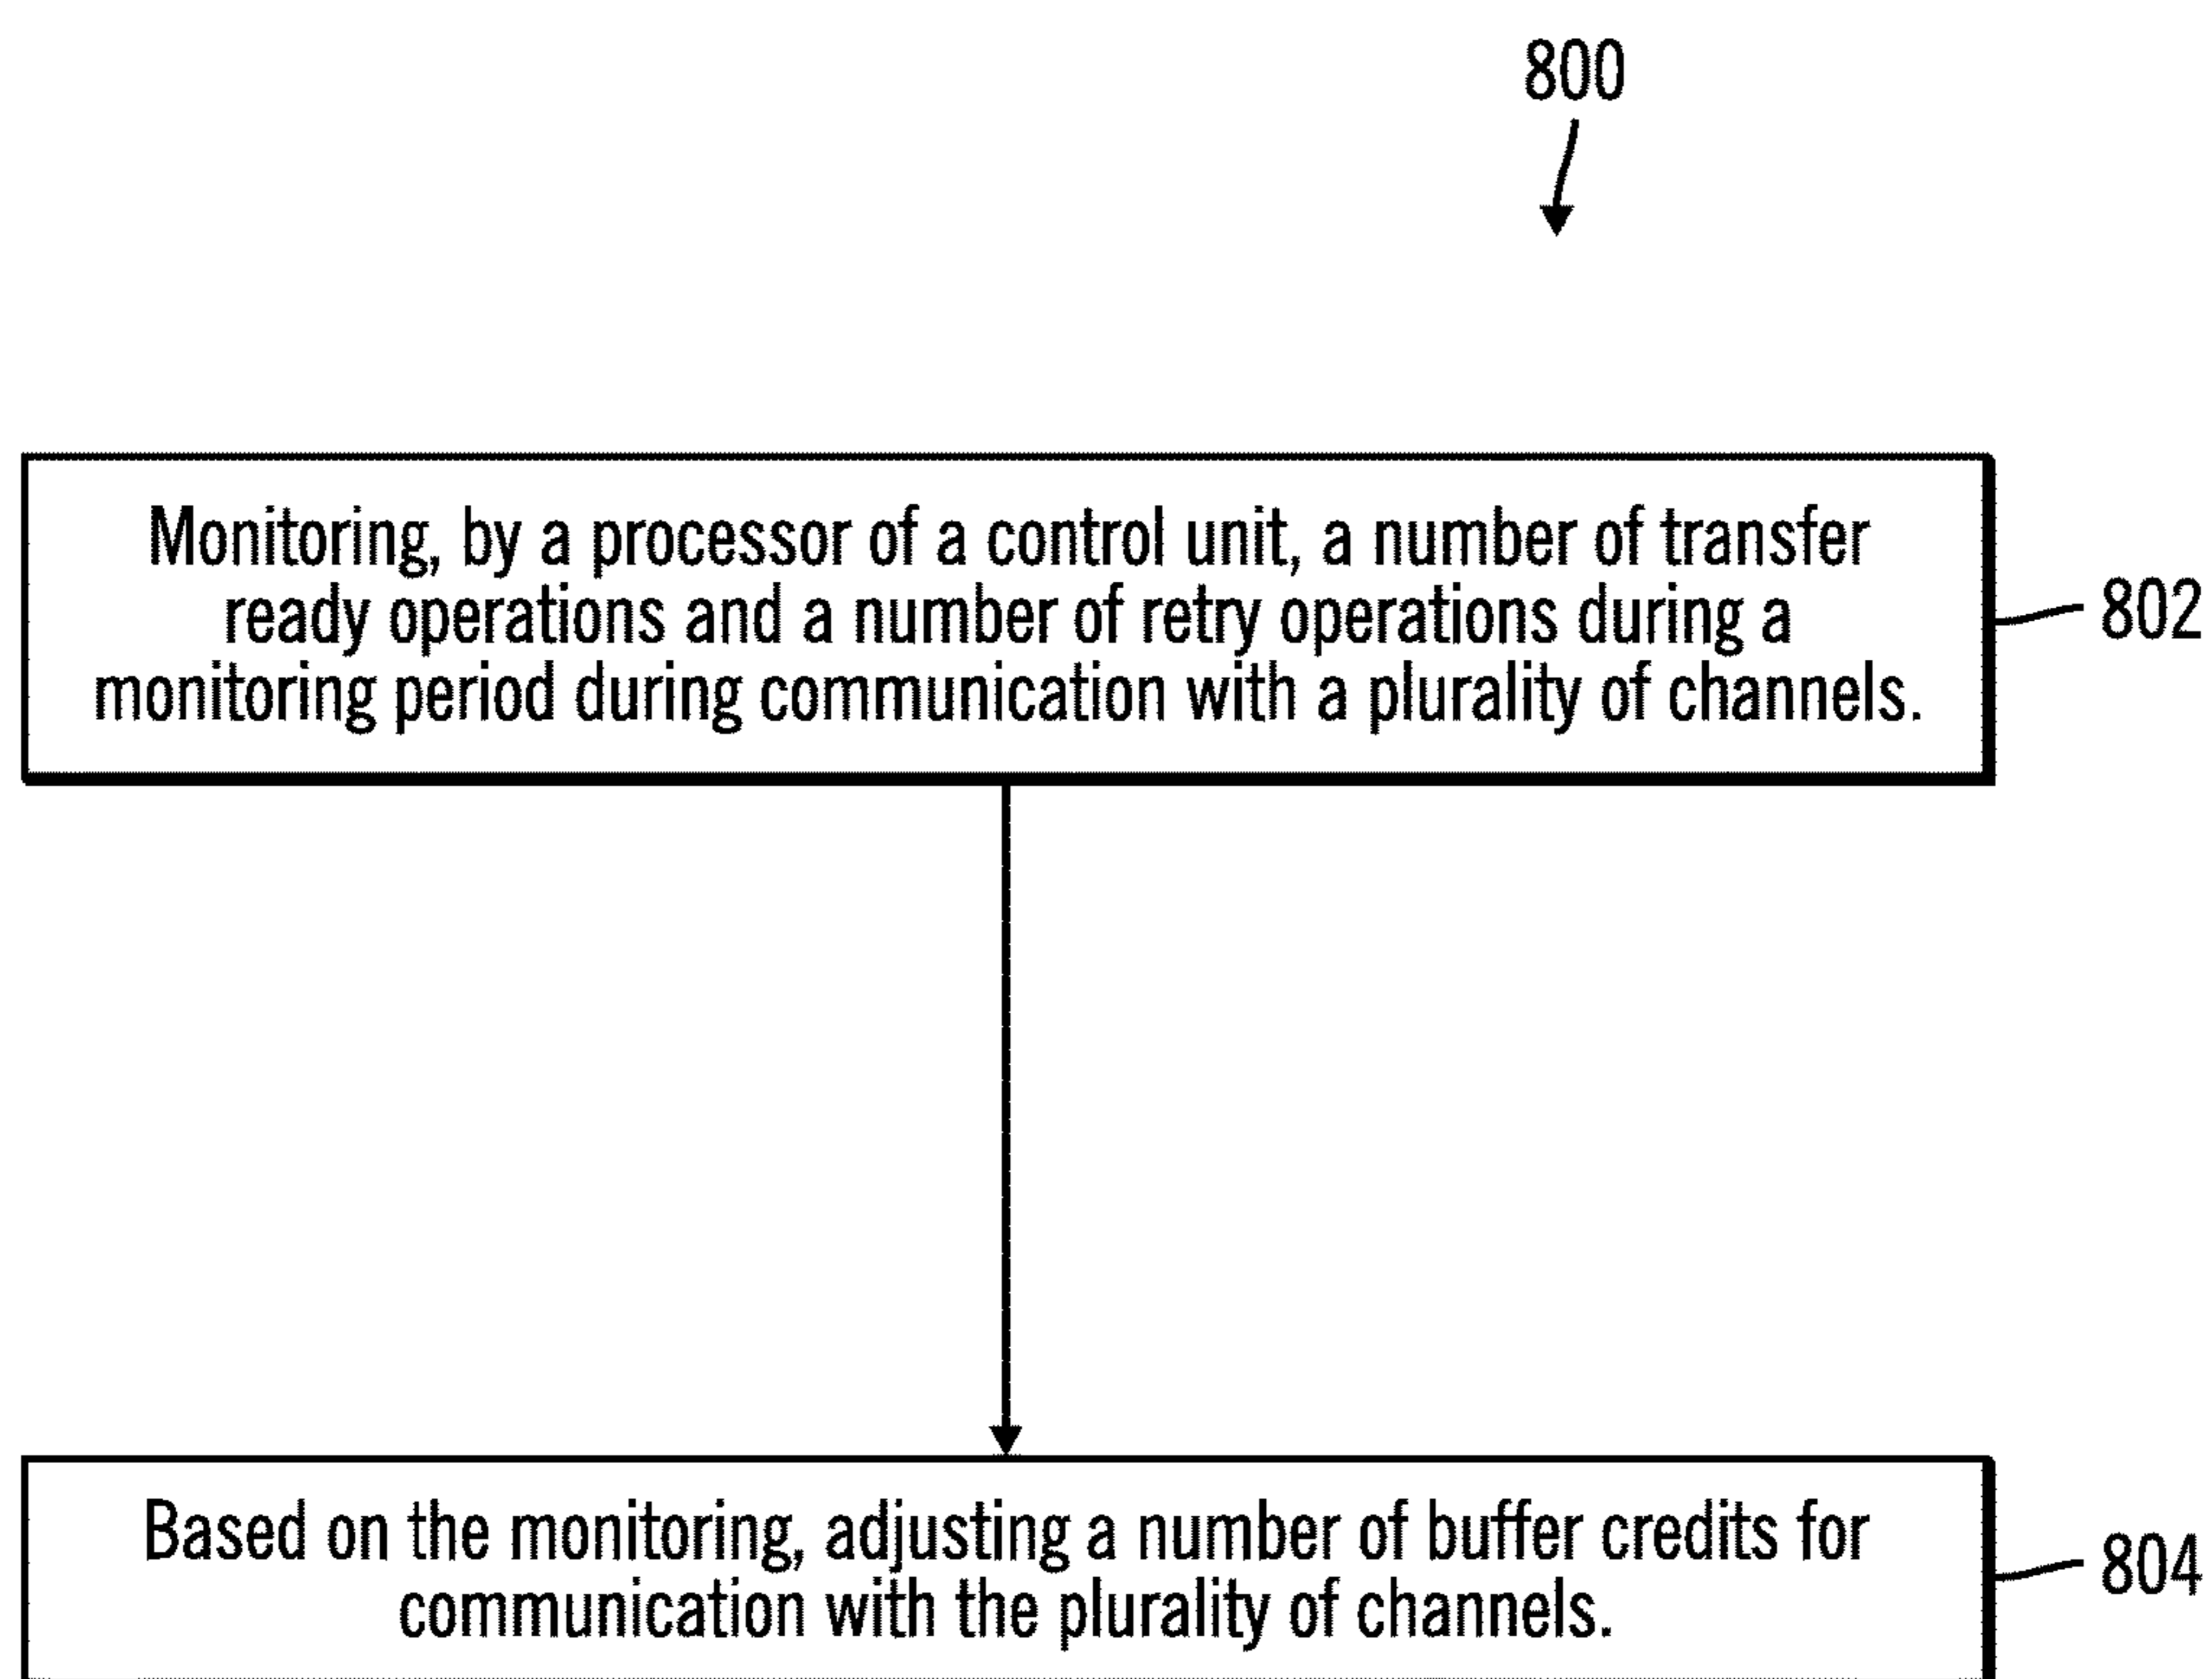 800
Monitoring, by a processor of a control unit, a number of transfer
ready operations and a number of retry operations during a
monitoring period during communication with a plurality of channels.
802
Based on the monitoring, adjusting a number of buffer credits for
communication with the plurality of channels.
804